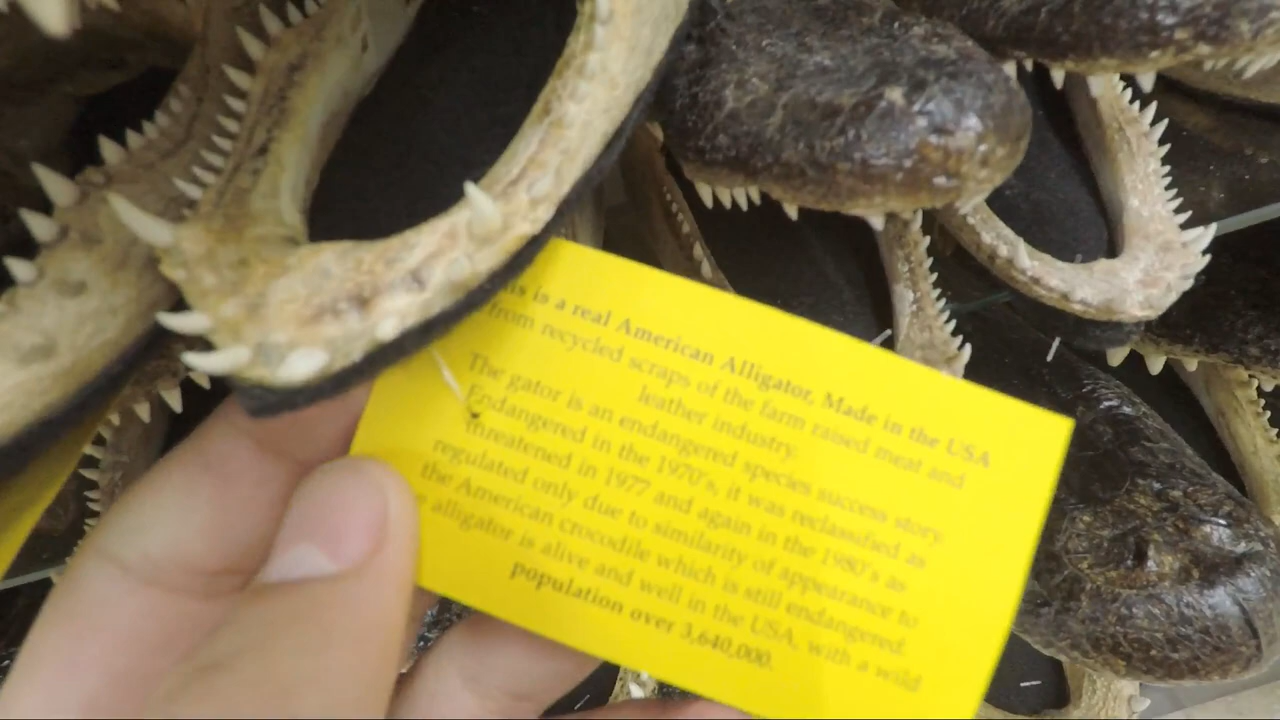 is a real American Alligator, Made in the USA
from recycled scraps of the farm raised meat and
leather industry.
The gator is an endangered species success story.
Endangered in the 1970's, it was reclassified as
threatened in 1977 and again in the 1980's as
regulated only due to similarity of appearance to
the American crocodile which is still endangered.
alligator is alive and well in the USA, with a wild
population over 3,640,000.